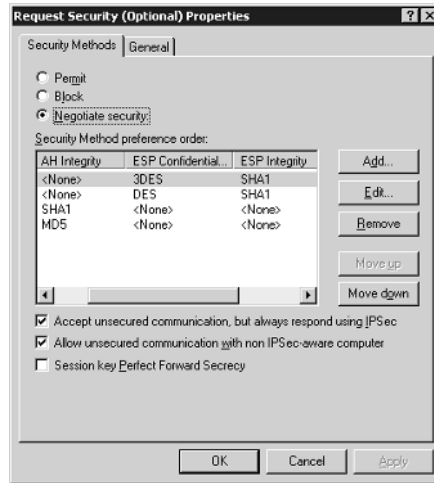 Request Security (Optional) Properties
Security Methods General
Permit
Block
Negotiate security:
Security Method preference order:
AH Integrity ESP Confidential... ESP Integrity
<None> 3DES SHA1
<None> DES SHA1
SHA1 <None> <None>
MD5 <None> <None>
Add...
Edit...
Remove
Move up
Move down
Accept unsecured communication, but always respond using IPSec
Allow unsecured communication with non IPSec-aware computer
Session key Perfect Forward Secrecy
OK Cancel Apply